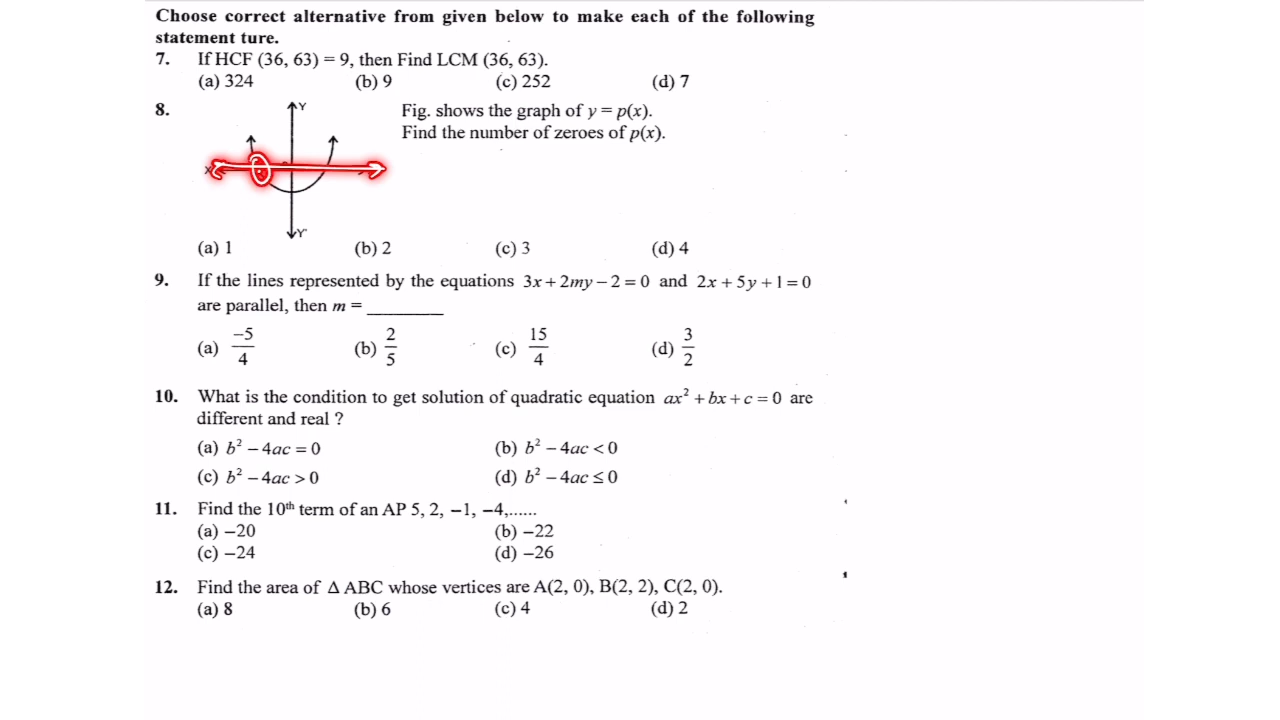 Choose correct alternative from given below to make each of the following
statement ture.
7. If HCF (36, 63) = 9, then Find LCM (36, 63).
(a) 324 (b) 9 (c) 252 (d) 7
8. Y Fig. shows the graph of y = p(x).
Find the number of zeroes of p(x).
Y'
(a) 1 (b) 2 (c) 3 (d) 4
9. If the lines represented by the equations 3x + 2my − 2 = 0 and 2x + 5y + 1 = 0
are parallel, then m = ________
(a) −5/4 (b) 2/5 (c) 15/4 (d) 3/2
10. What is the condition to get solution of quadratic equation ax² + bx + c = 0 are
different and real ?
(a) b² − 4ac = 0 (b) b² − 4ac < 0
(c) b² − 4ac > 0 (d) b² − 4ac ≤ 0
11. Find the 10th term of an AP 5, 2, −1, −4,......
(a) −20 (b) −22
(c) −24 (d) −26
12. Find the area of Δ ABC whose vertices are A(2, 0), B(2, 2), C(2, 0).
(a) 8 (b) 6 (c) 4 (d) 2